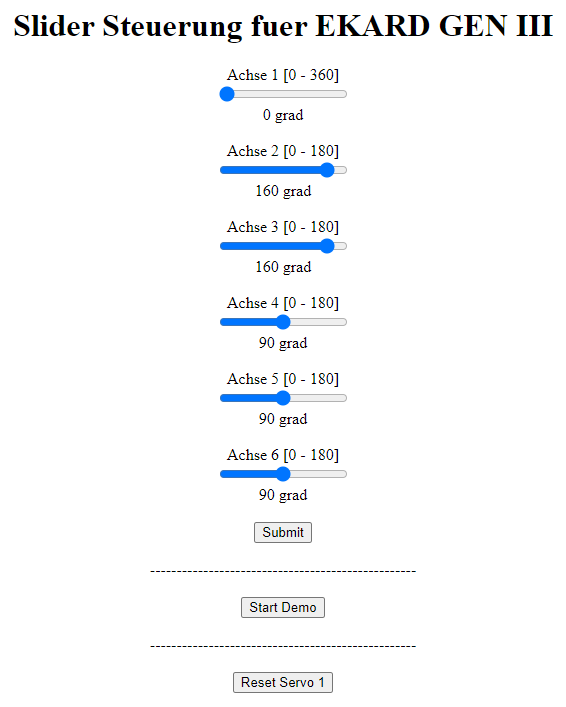 Slider Steuerung fuer EKARD GEN III
Achse 1 [0 - 360]
0 grad
Achse 2 [0 - 180]
160 grad
Achse 3 [0 - 180]
160 grad
Achse 4 [0 - 180]
90 grad
Achse 5 [0 - 180]
90 grad
Achse 6 [0 - 180]
90 grad
Submit
--------------------------------------------------
Start Demo
--------------------------------------------------
Reset Servo 1